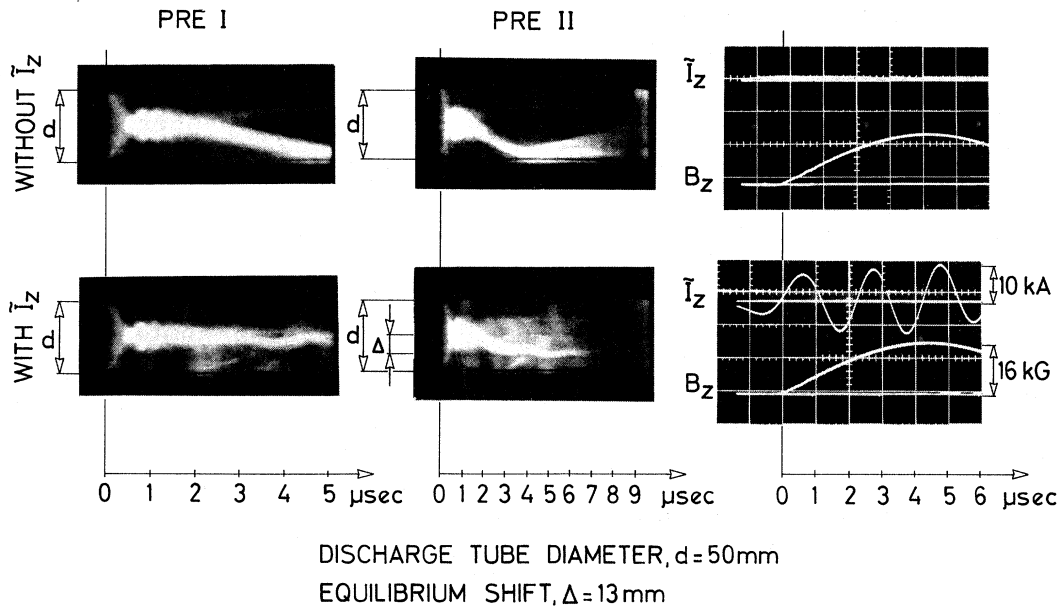 PRE I
PRE II
WITHOUT Ĩz
d
d
Ĩz
Bz
WITH Ĩz
d
d
Δ
Ĩz
10 kA
Bz
16 kG
0 1 2 3 4 5 μsec
0 1 2 3 4 5 6 7 8 9 μsec
0 1 2 3 4 5 6 μsec
DISCHARGE TUBE DIAMETER, d = 50mm
EQUILIBRIUM SHIFT, Δ = 13mm